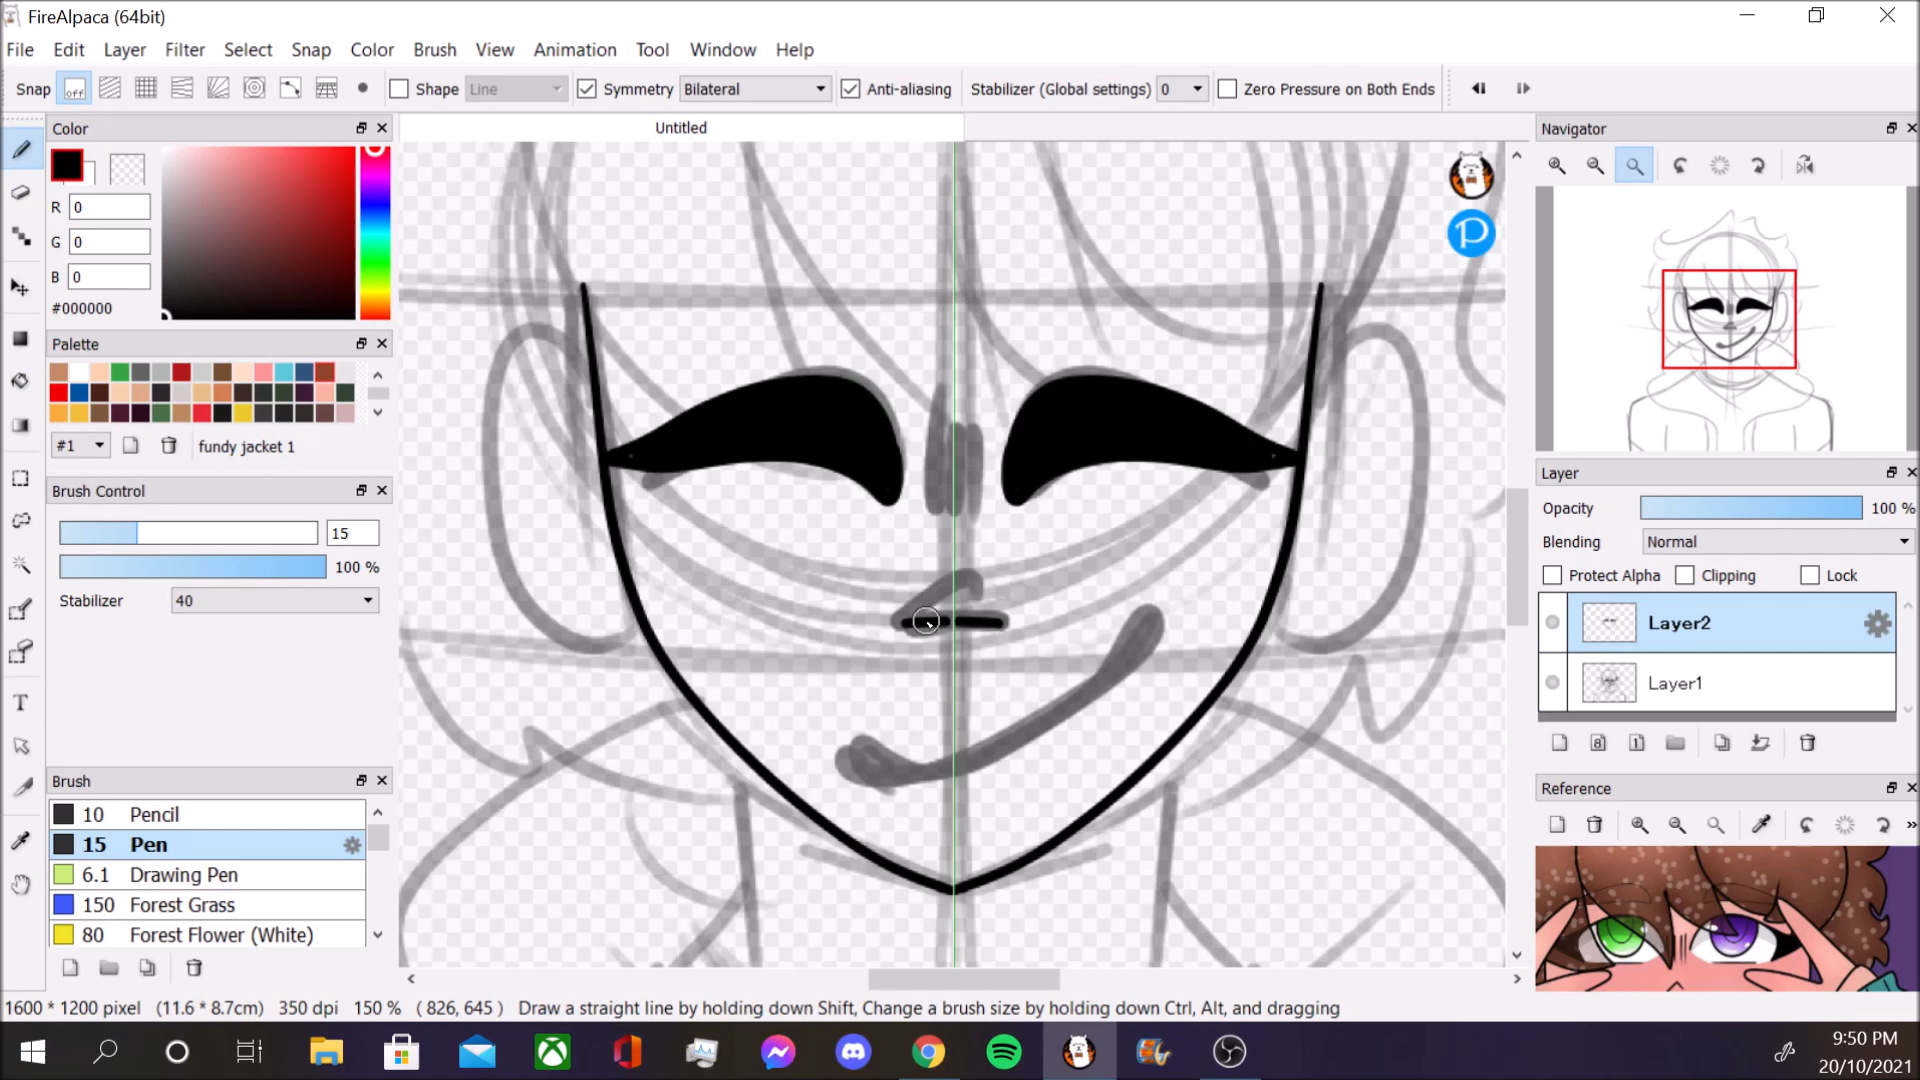 FireAlpaca (64bit)
File Edit Layer Filter Select Snap Color Brush View Animation Tool Window Help
Snap off Shape Line Symmetry Bilateral Anti-aliasing Stabilizer (Global settings) 0 Zero Pressure on Both Ends
Color
Untitled
Navigator
R 0
G 0
B 0
#000000
Palette
#1 fundy jacket 1
Brush Control
15
100 %
Stabilizer 40
Brush
10 Pencil
15 Pen
6.1 Drawing Pen
150 Forest Grass
80 Forest Flower (White)
P
Layer
Opacity 100 %
Blending Normal
Protect Alpha Clipping Lock
Layer2
Layer1
8 1
Reference
T
1600 * 1200 pixel (11.6 * 8.7cm) 350 dpi 150 % ( 826, 645 ) Draw a straight line by holding down Shift, Change a brush size by holding down Ctrl, Alt, and dragging
9:50 PM
20/10/2021